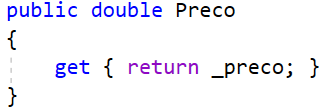 public double Preco
{
    get { return _preco; }
}